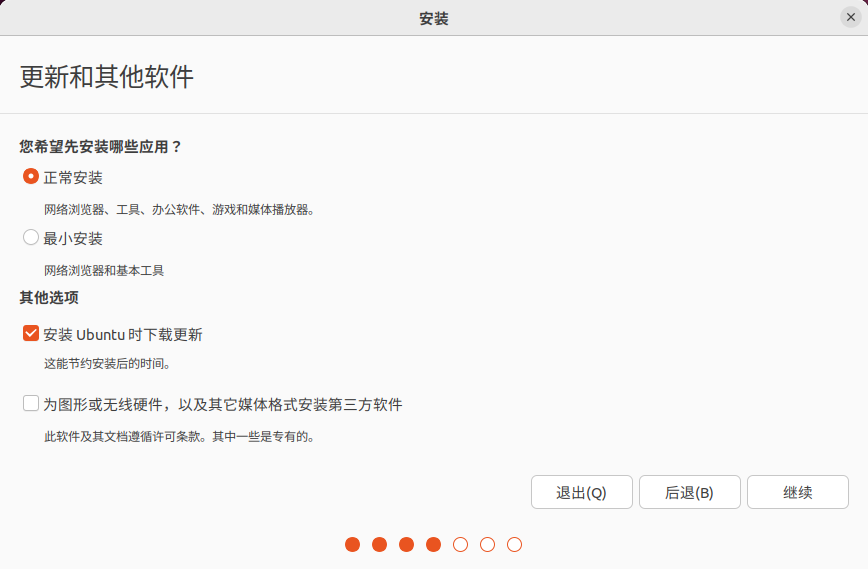 安装
更新和其他软件
您希望先安装哪些应用？
正常安装
网络浏览器、工具、办公软件、游戏和媒体播放器。
最小安装
网络浏览器和基本工具
其他选项
安装 Ubuntu 时下载更新
这能节约安装后的时间。
为图形或无线硬件，以及其它媒体格式安装第三方软件
此软件及其文档遵循许可条款。其中一些是专有的。
退出(Q)
后退(B)
继续